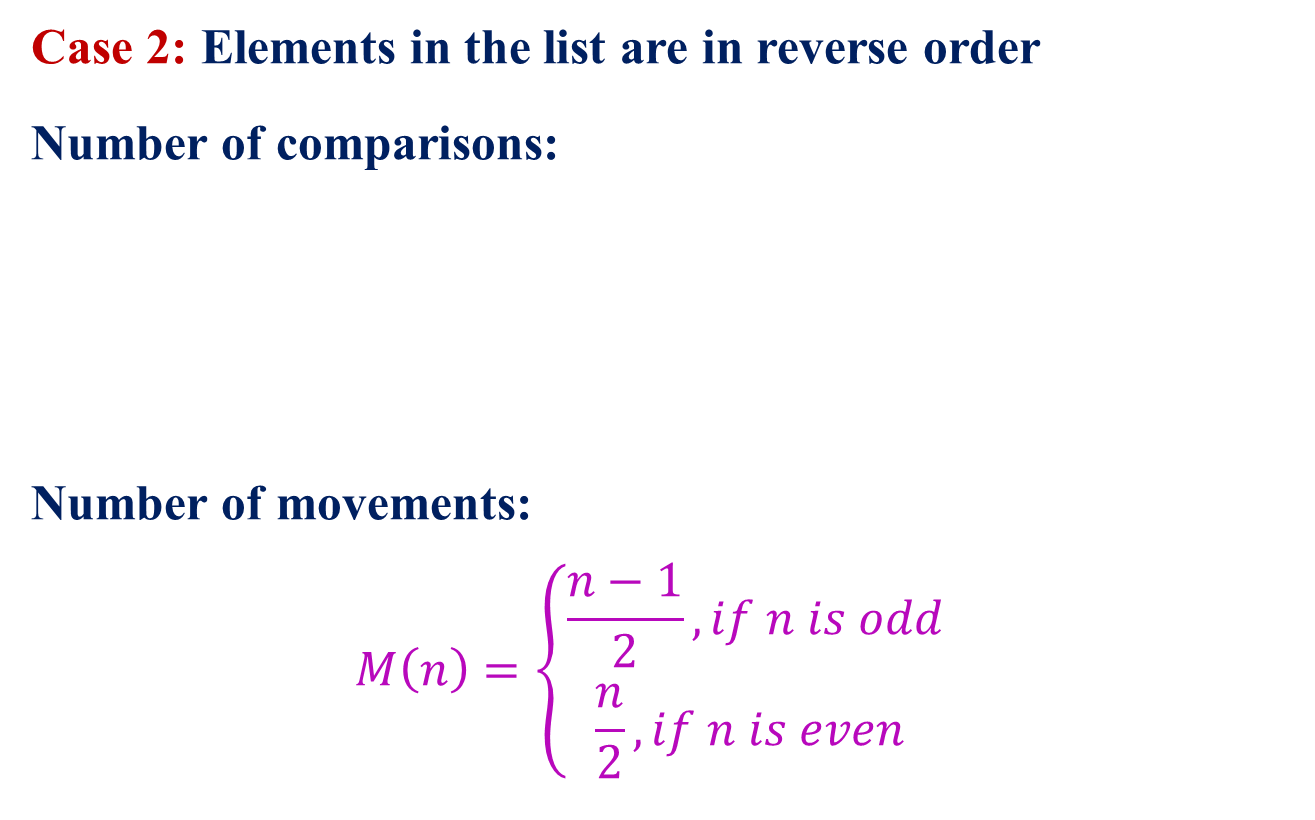 Case 2: Elements in the list are in reverse order
Number of comparisons:
Number of movements:
M(n) = { (n − 1)/2, if n is odd
n/2, if n is even